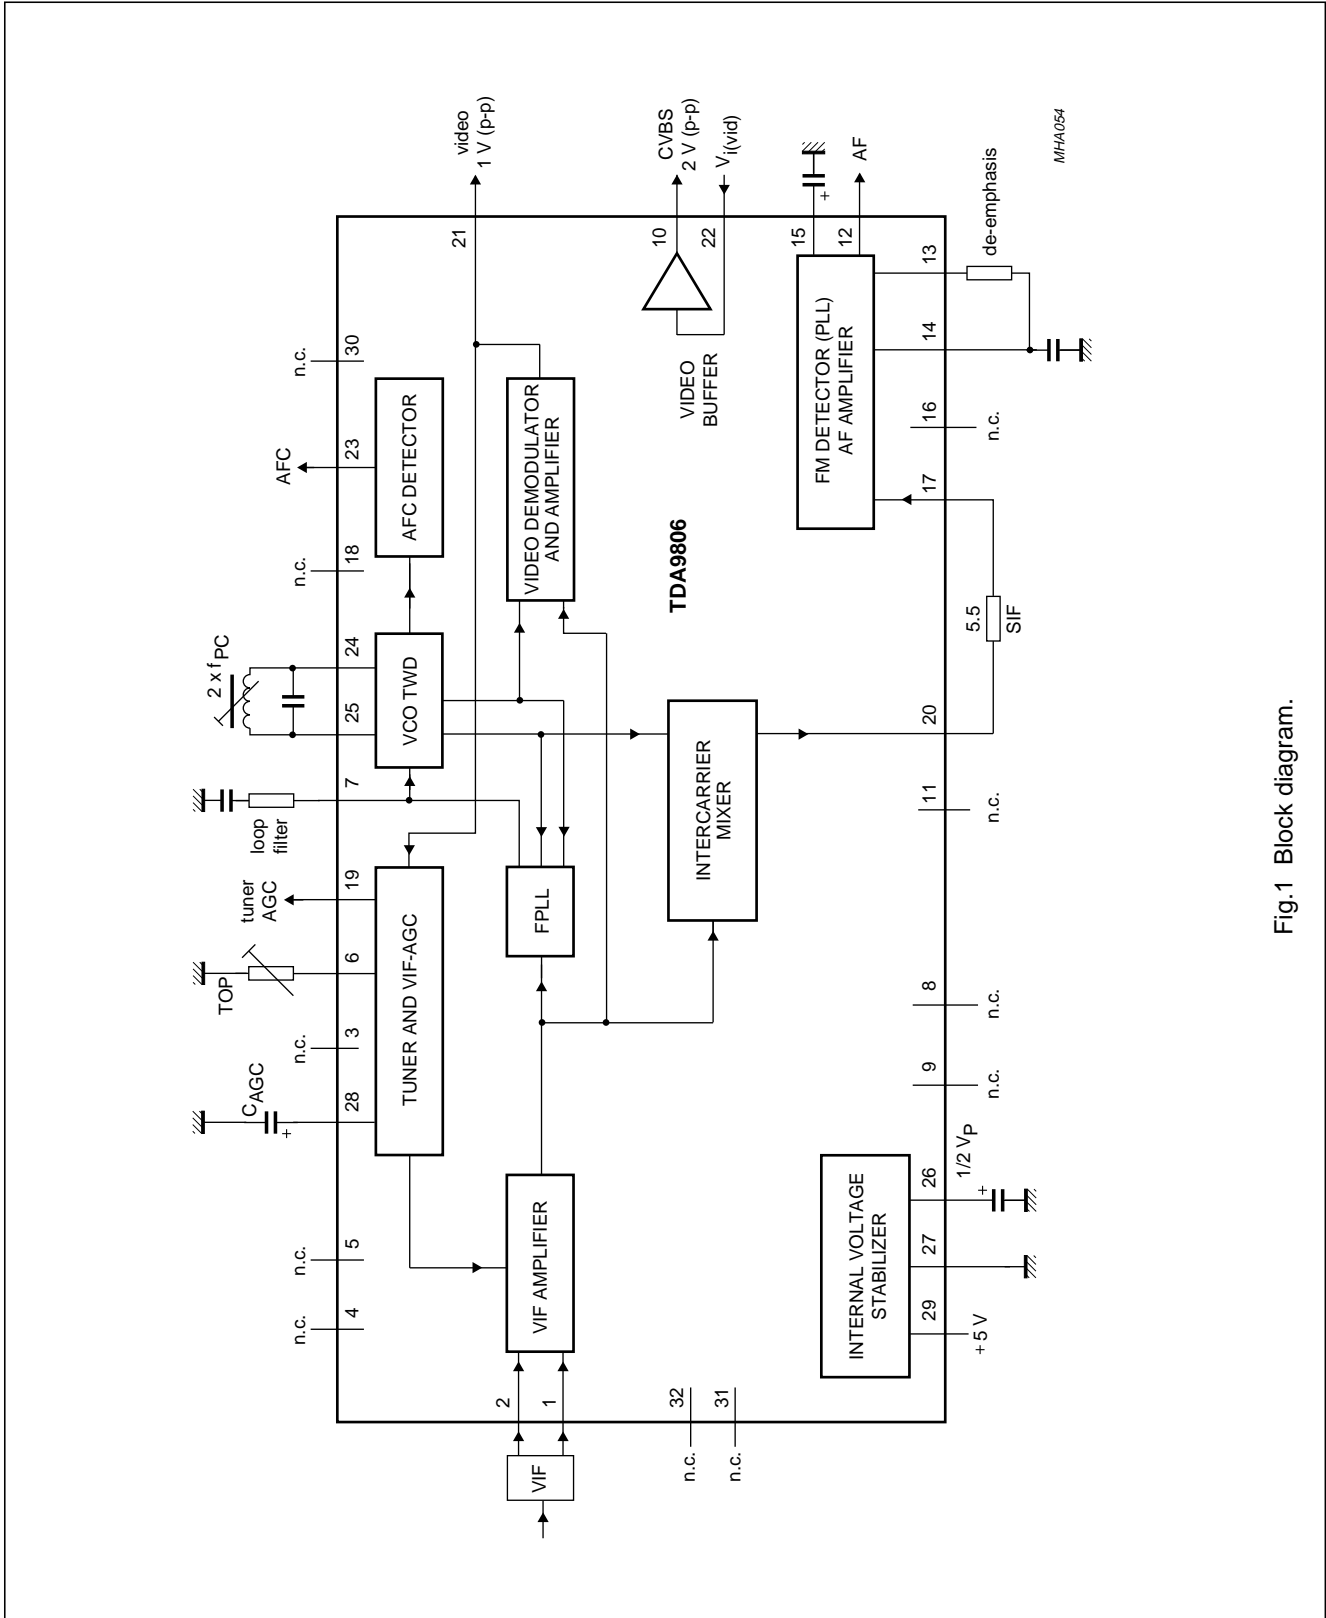 VIF
2
1
n.c.
4
n.c.
5
C AGC
+
28
n.c.
3
TOP
6
tuner
AGC
19
loop
filter
7
2 x f PC
25
24
n.c.
18
AFC
23
n.c.
30
21
video
1 V (p-p)
TUNER AND VIF-AGC
VCO TWD
AFC DETECTOR
VIF AMPLIFIER
FPLL
VIDEO DEMODULATOR
AND AMPLIFIER
VIDEO
BUFFER
10
CVBS
2 V (p-p)
22
Vi(vid)
TDA9806
INTERCARRIER
MIXER
n.c.
32
n.c.
31
INTERNAL VOLTAGE
STABILIZER
29
+ 5 V
27
26
+
1/2 VP
9
n.c.
8
n.c.
11
n.c.
20
5.5
SIF
17
16
n.c.
14
13
de-emphasis
FM DETECTOR (PLL)
AF AMPLIFIER
15
+
12
AF
MHA054
Fig.1 Block diagram.